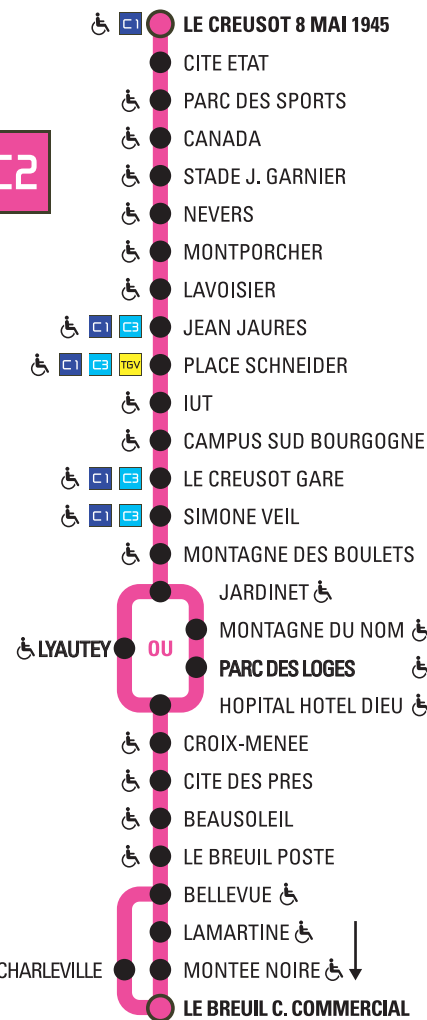 C1 LE CREUSOT 8 MAI 1945
CITE ETAT
PARC DES SPORTS
CANADA
C2
STADE J. GARNIER
NEVERS
MONTPORCHER
LAVOISIER
C1 C3 JEAN JAURES
C1 C3 TGV PLACE SCHNEIDER
IUT
CAMPUS SUD BOURGOGNE
C1 C3 LE CREUSOT GARE
C1 C3 SIMONE VEIL
MONTAGNE DES BOULETS
JARDINET
MONTAGNE DU NOM
LYAUTEY OU
PARC DES LOGES
HOPITAL HOTEL DIEU
CROIX-MENEE
CITE DES PRES
BEAUSOLEIL
LE BREUIL POSTE
BELLEVUE
LAMARTINE
CHARLEVILLE MONTEE NOIRE
LE BREUIL C. COMMERCIAL